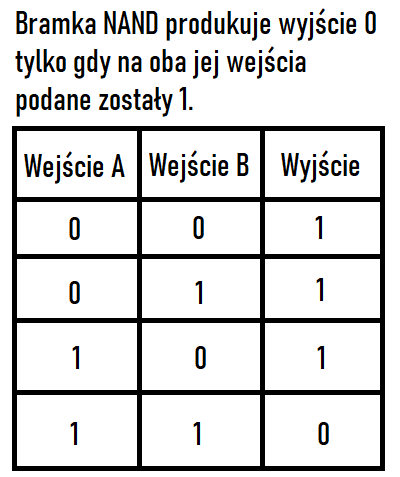 Bramka NAND produkuje wyjście 0
tylko gdy na oba jej wejścia
podane zostały 1.
Wejście A Wejście B Wyjście
0 0 1
0 1 1
1 0 1
1 1 0